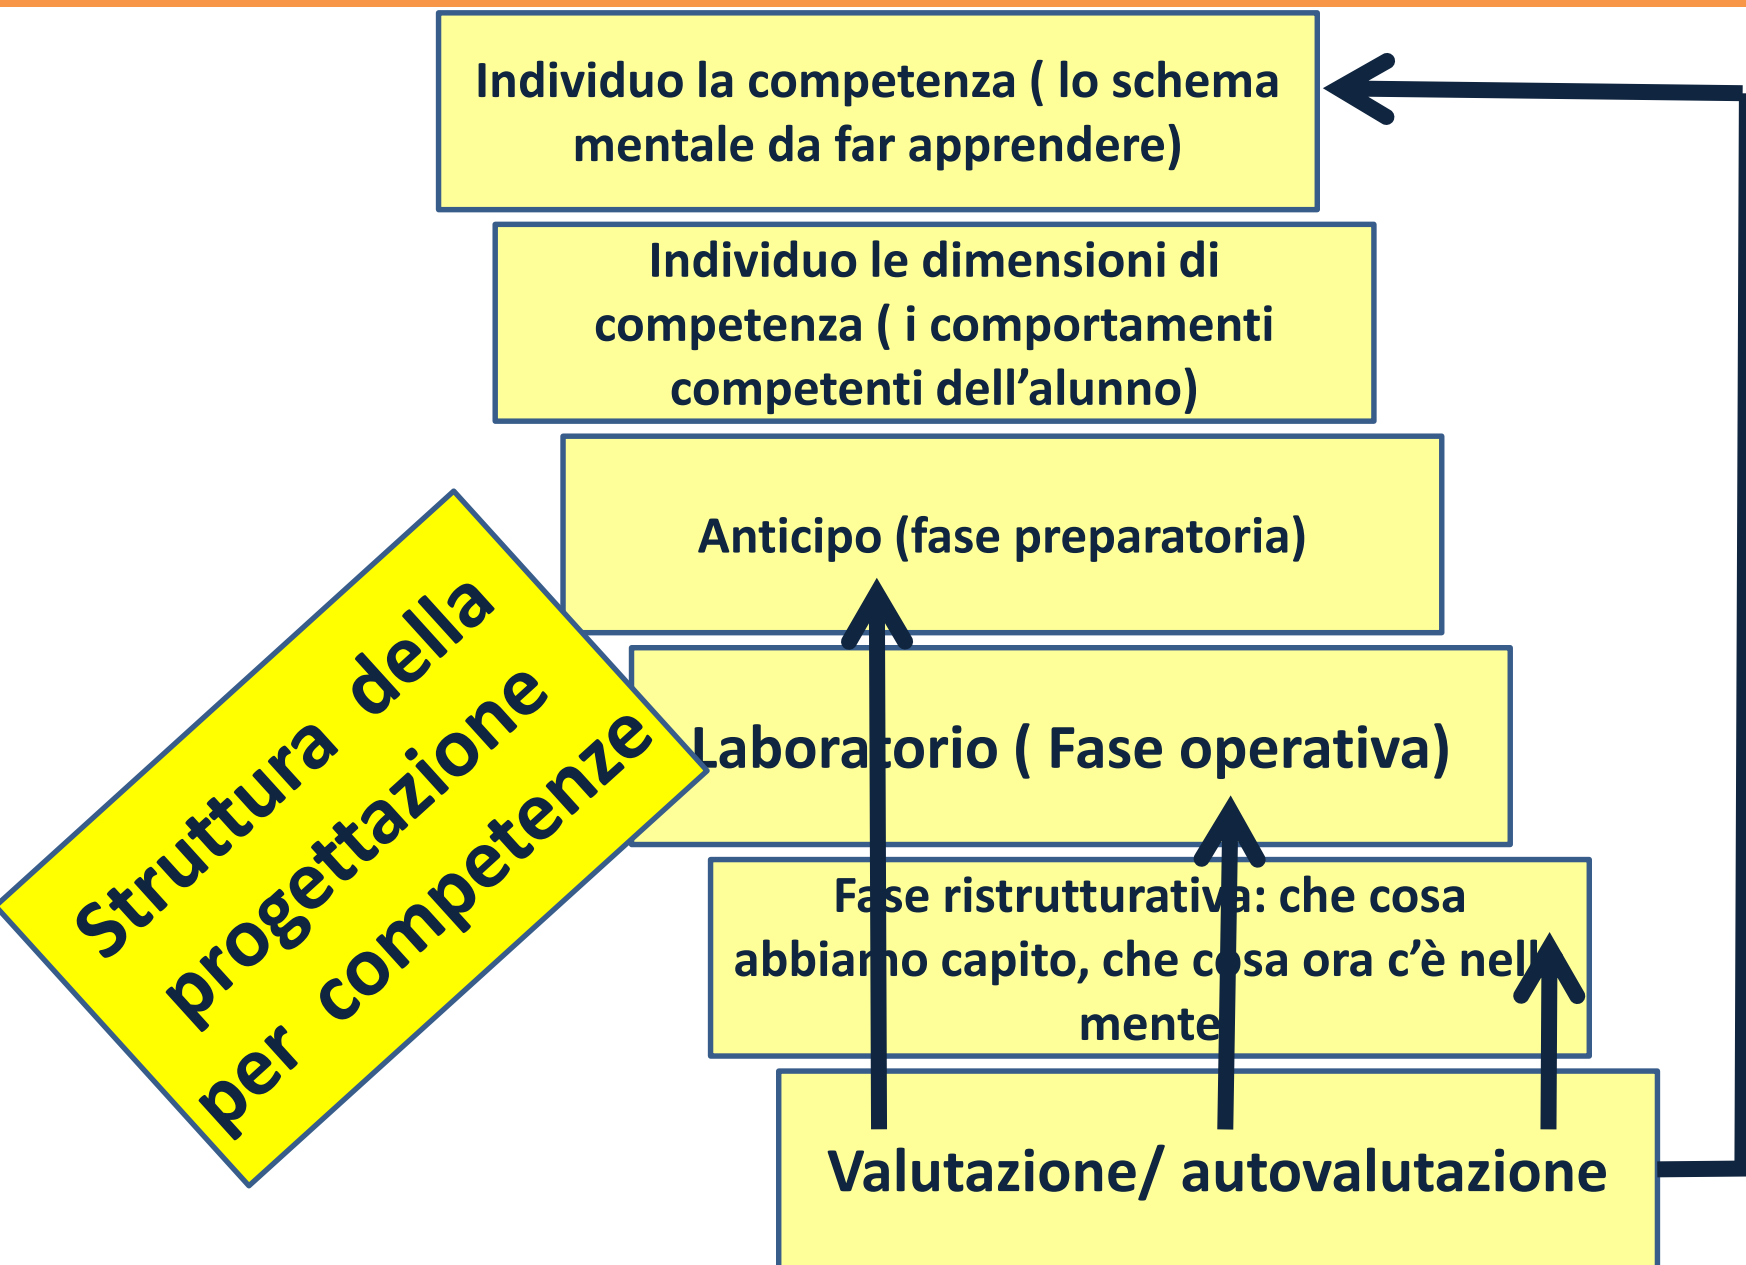 Individuo la competenza ( lo schema
mentale da far apprendere)
Individuo le dimensioni di
competenza ( i comportamenti
competenti dell’alunno)
Anticipo (fase preparatoria)
Struttura della
progettazione
per competenze
Laboratorio ( Fase operativa)
Fase ristrutturativa: che cosa
abbiamo capito, che cosa ora c’è nella
mente
Valutazione/ autovalutazione